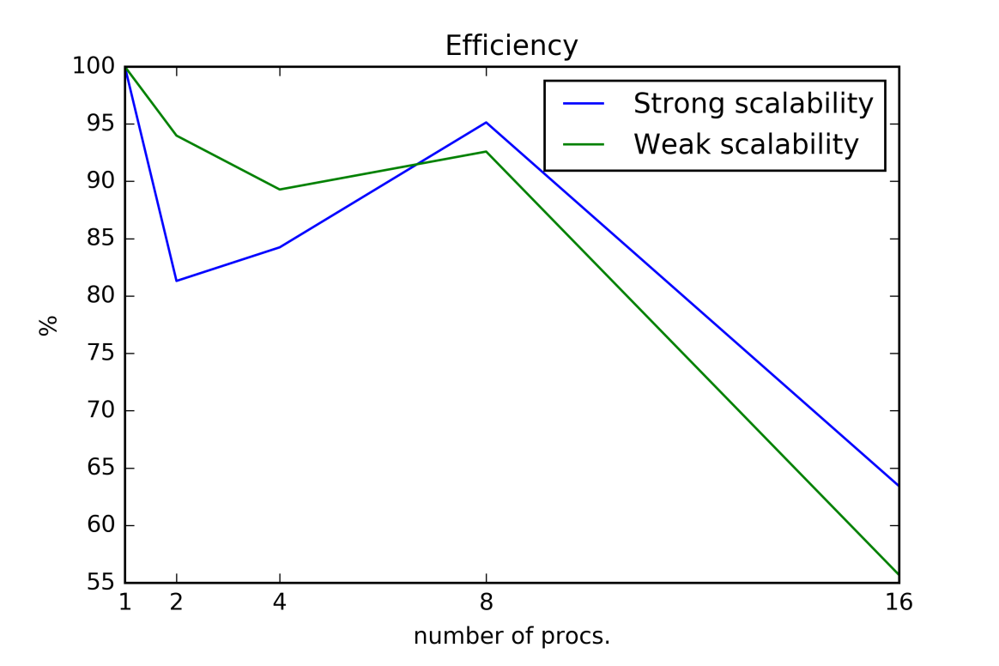 Efficiency
Strong scalability
Weak scalability
100
95
90
85
80
75
70
65
60
55
%
1 2 4 8 16
number of procs.